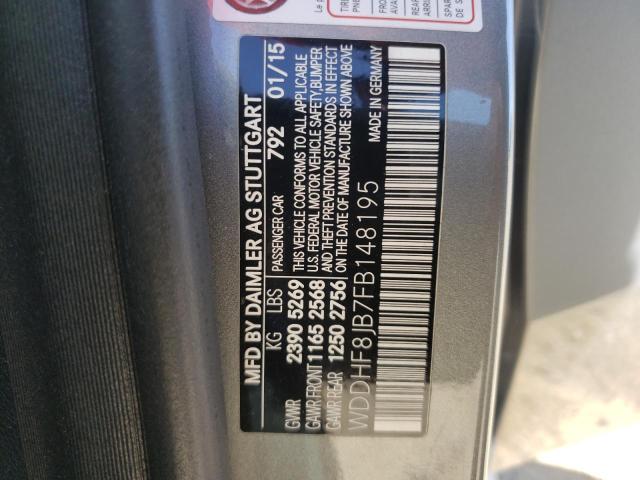 MFD BY DAIMLER AG STUTTGART
KG LBS PASSENGER CAR 792 01/15
GVWR 2390 5269 THIS VEHICLE CONFORMS TO ALL APPLICABLE
GAWR FRONT 1165 2568 U.S. FEDERAL MOTOR VEHICLE SAFETY, BUMPER
GAWR REAR 1250 2756 AND THEFT PREVENTION STANDARDS IN EFFECT
ON THE DATE OF MANUFACTURE SHOWN ABOVE
WDDHF8JB7FB148195 MADE IN GERMANY